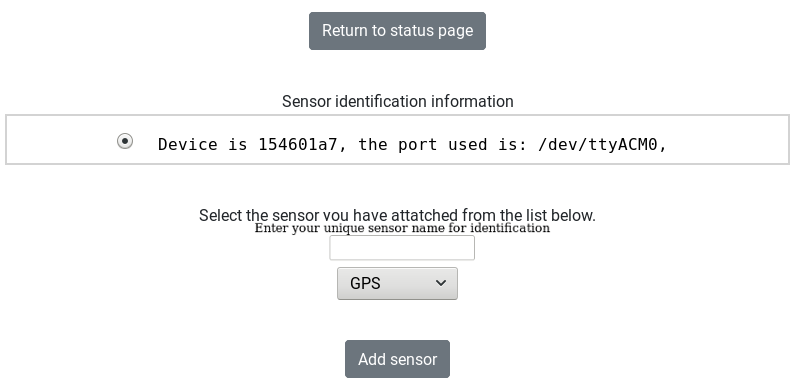 Return to status page
Sensor identification information
Device is 154601a7, the port used is: /dev/ttyACM0,
Select the sensor you have attatched from the list below.
Enter your unique sensor name for identification
GPS
Add sensor